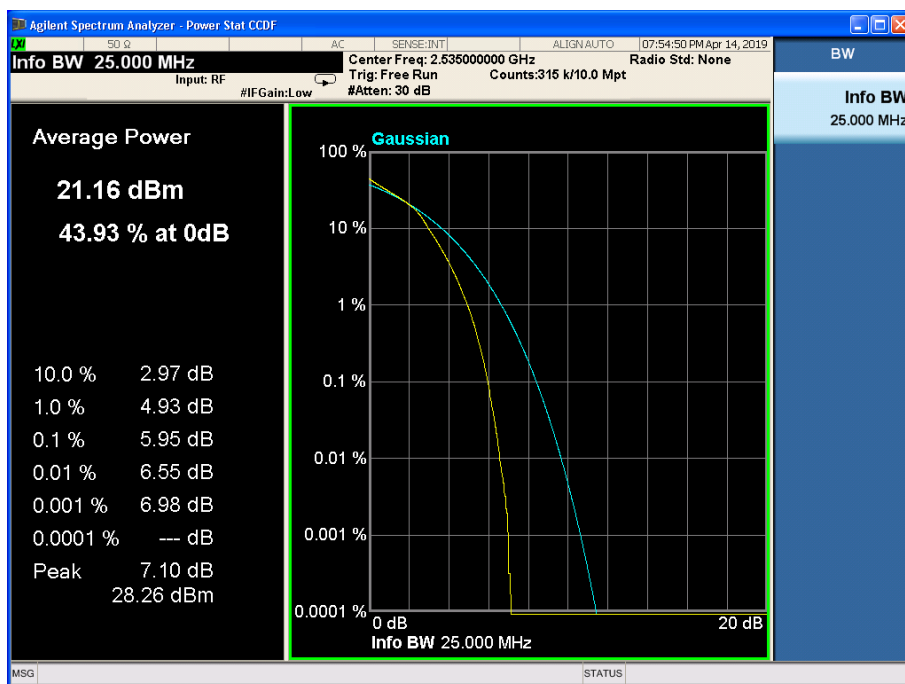 Agilent Spectrum Analyzer - Power Stat CCDF
LXI 50 Ω AC SENSE:INT ALIGN AUTO 07:54:50 PM Apr 14, 2019
Info BW 25.000 MHz
Center Freq: 2.535000000 GHz Radio Std: None
Input: RF Trig: Free Run Counts:315 k/10.0 Mpt
#IFGain:Low #Atten: 30 dB
BW
Info BW
25.000 MHz
Average Power
21.16 dBm
43.93 % at 0dB
10.0 % 2.97 dB
1.0 % 4.93 dB
0.1 % 5.95 dB
0.01 % 6.55 dB
0.001 % 6.98 dB
0.0001 % --- dB
Peak 7.10 dB
28.26 dBm
Gaussian
100 %
10 %
1 %
0.1 %
0.01 %
0.001 %
0.0001 %
0 dB 20 dB
Info BW 25.000 MHz
MSG STATUS